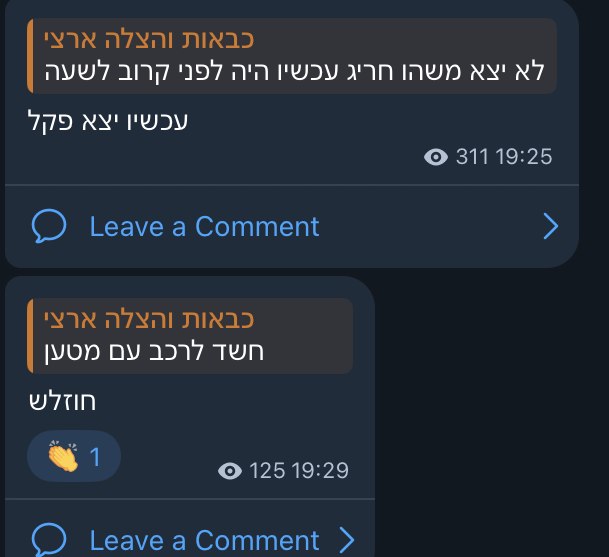 כבאות והצלה ארצי
לא יצא משהו חריג עכשיו היה לפני קרוב לשעה
עכשיו יצא פקל
311 19:25
Leave a Comment
כבאות והצלה ארצי
חשד לרכב עם מטען
חוזלש
👏 1
125 19:29
Leave a Comment